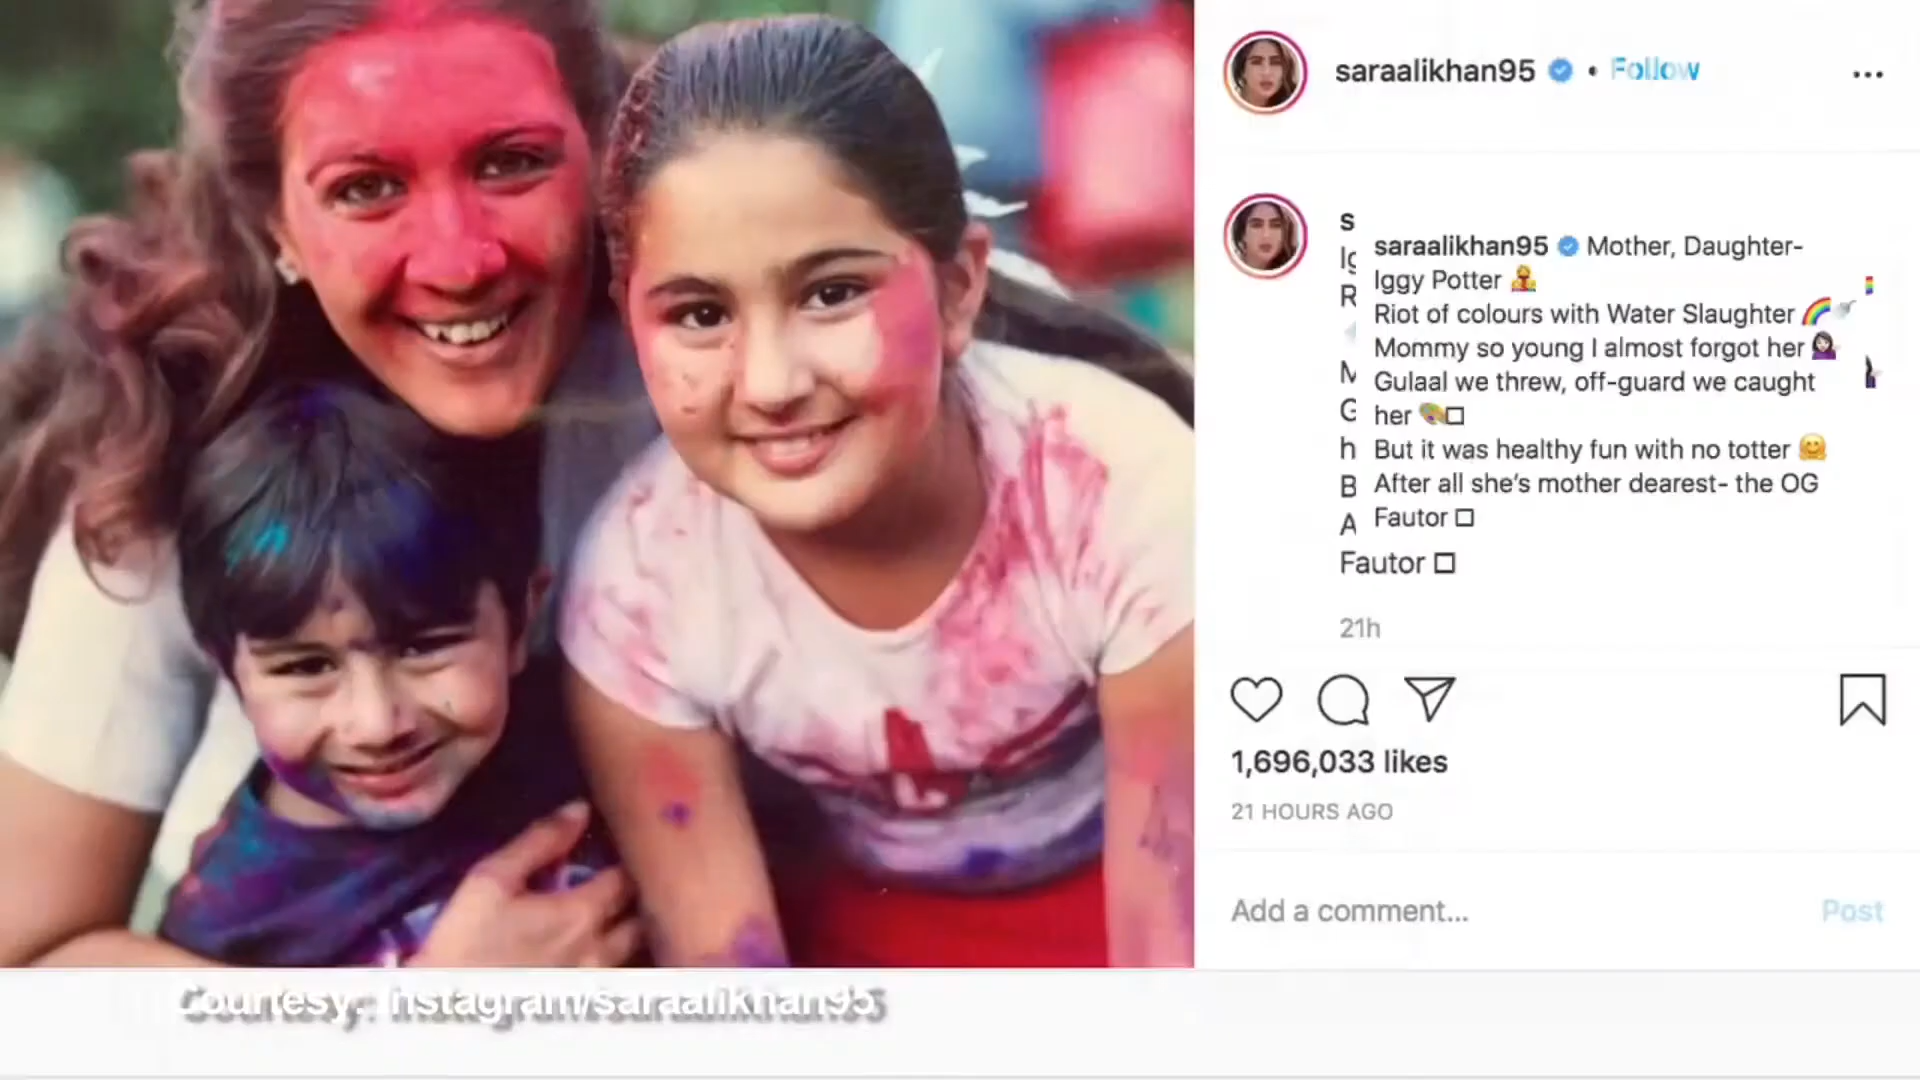 saraalikhan95 • Follow
saraalikhan95 Mother, Daughter-
Iggy Potter
Riot of colours with Water Slaughter
Mommy so young I almost forgot her
Gulaal we threw, off-guard we caught
her
But it was healthy fun with no totter
After all she's mother dearest- the OG
Fautor
Fautor
21h
1,696,033 likes
21 HOURS AGO
Add a comment...
Post
Courtesy: Instagram/saraalikhan95